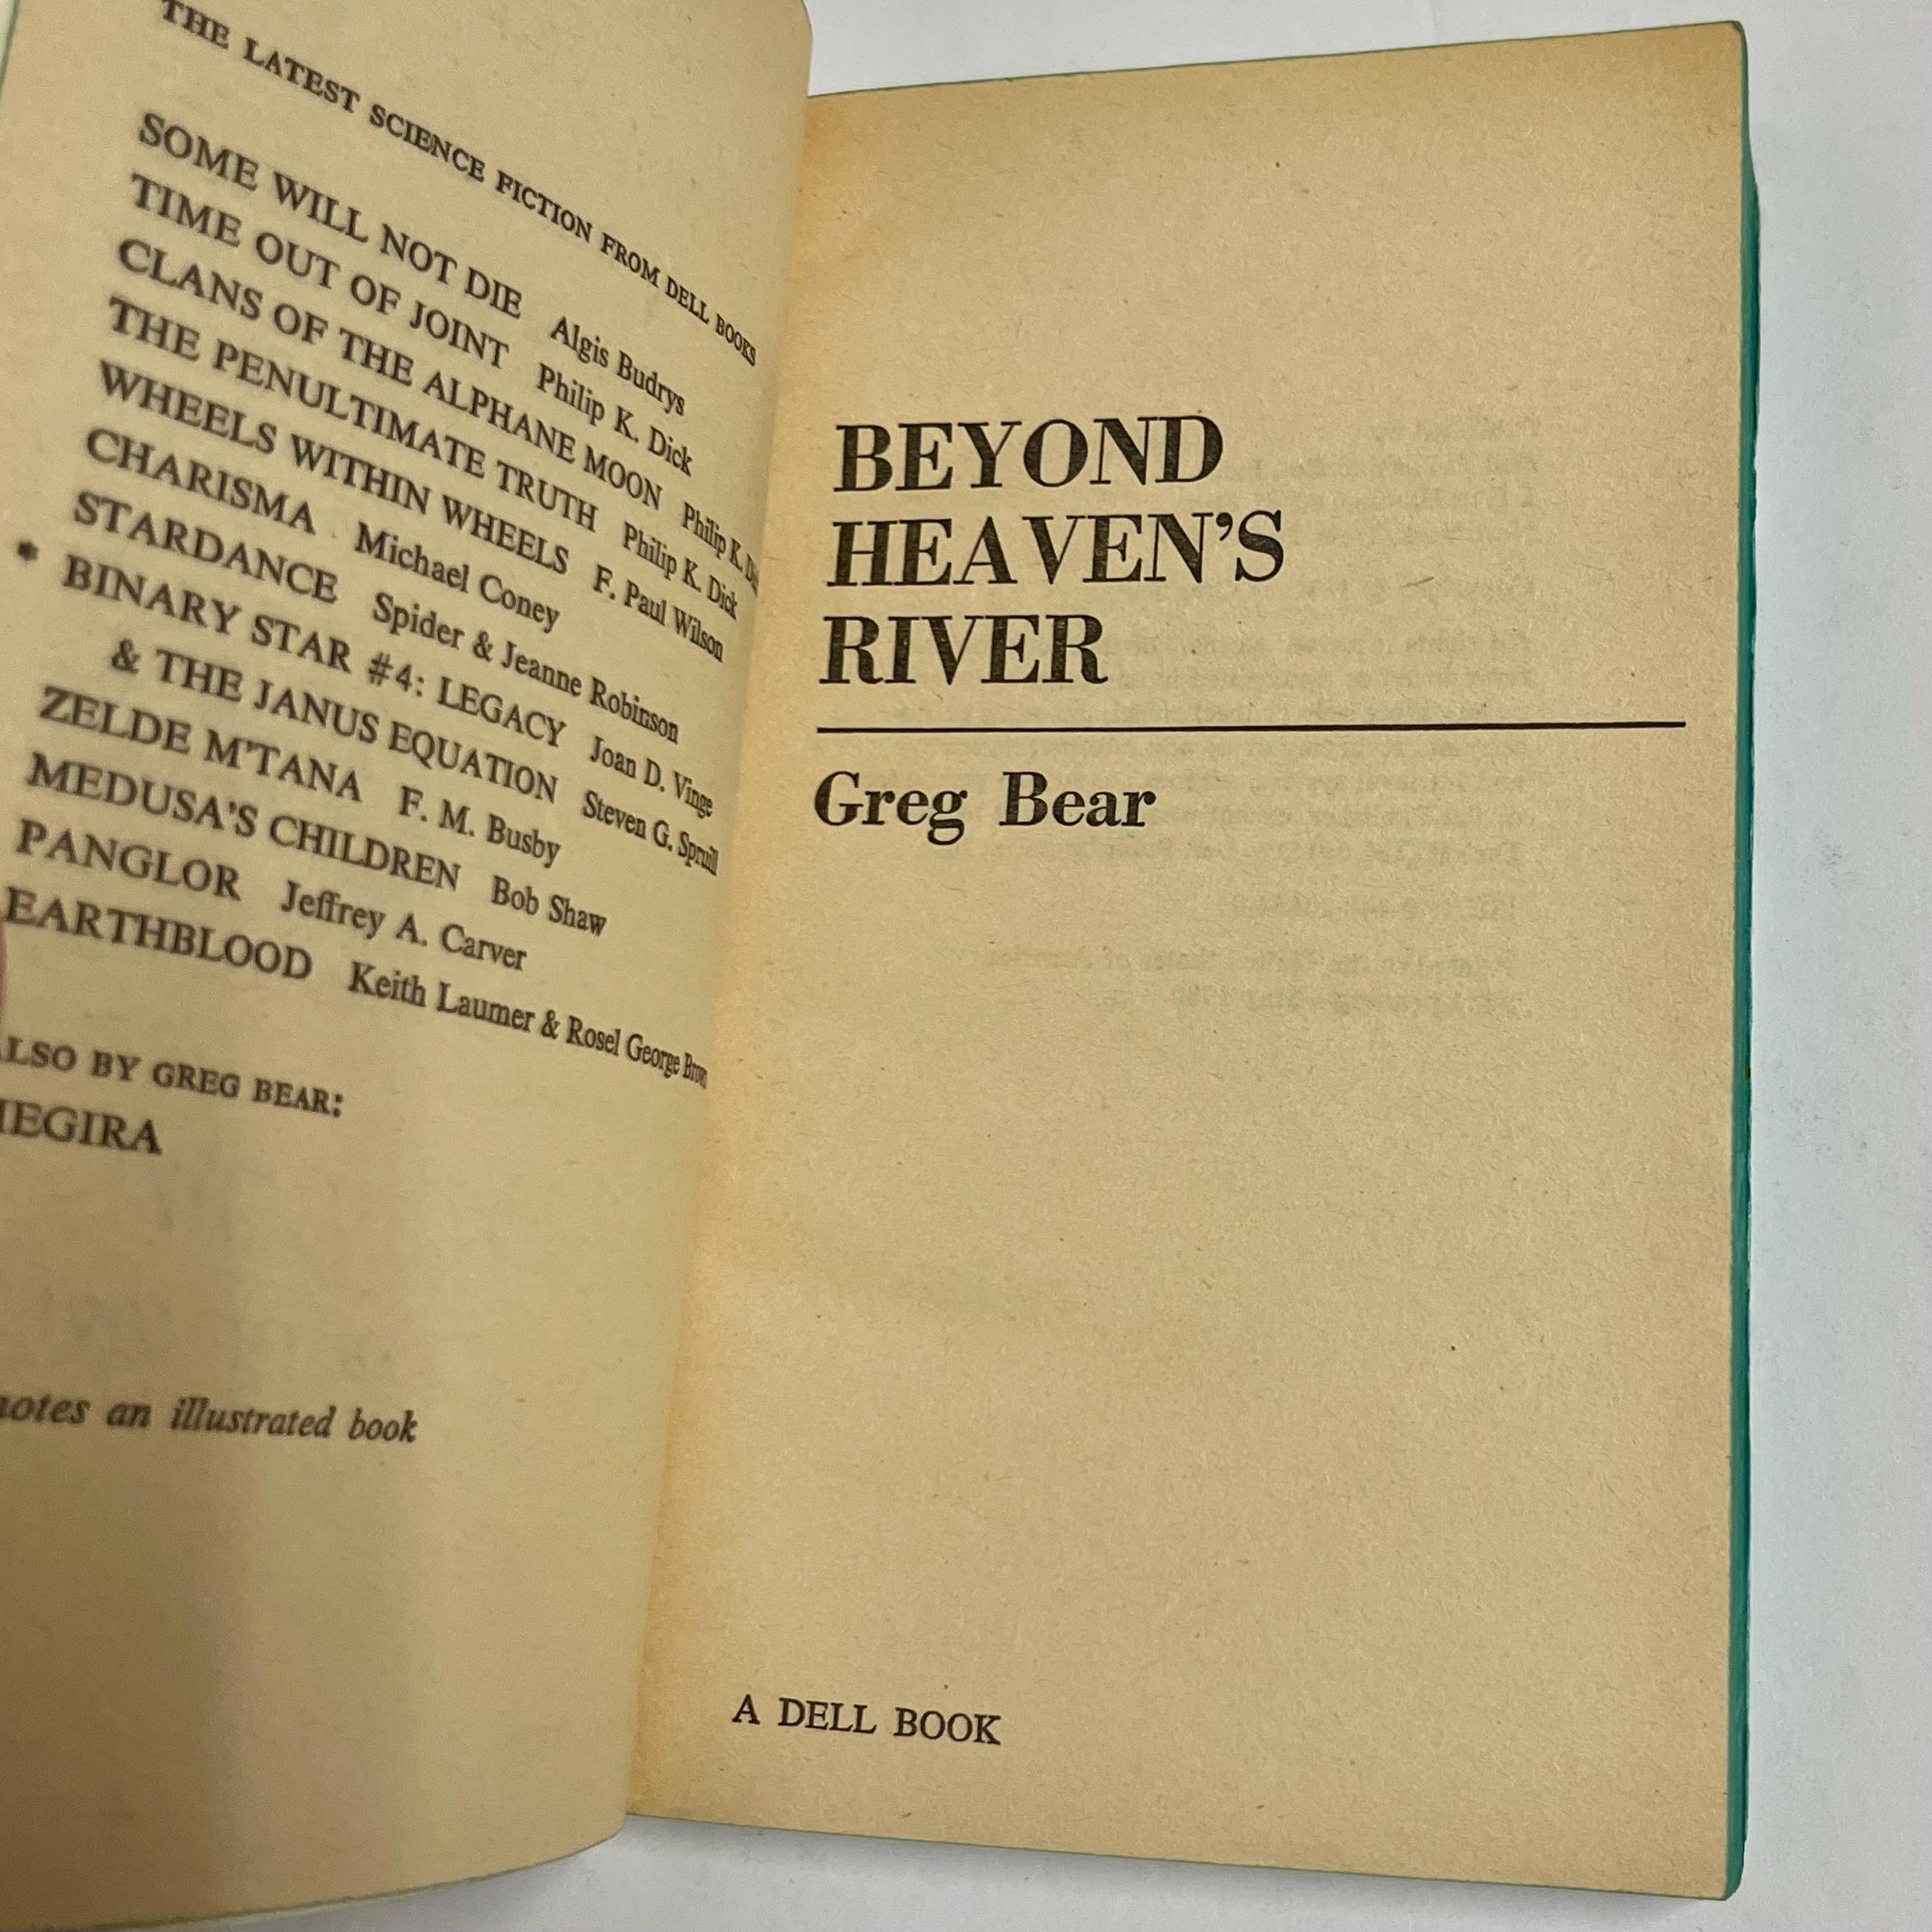 THE LATEST SCIENCE FICTION FROM DELL BOOKS
SOME WILL NOT DIE Algis Budrys
TIME OUT OF JOINT Philip K. Dick
CLANS OF THE ALPHANE MOON Philip K.
THE PENULTIMATE TRUTH Philip K. Dick
WHEELS WITHIN WHEELS F. Paul Wilson
CHARISMA Michael Coney
STARDANCE Spider & Jeanne Robinson
* BINARY STAR #4: LEGACY Joan D. Vinge
& THE JANUS EQUATION Steven G. Spruill
ZELDE M'TANA F. M. Busby
MEDUSA'S CHILDREN Bob Shaw
PANGLOR Jeffrey A. Carver
EARTHBLOOD Keith Laumer & Rosel George Brown
ALSO BY GREG BEAR:
an illustrated book
BEYOND
HEAVEN'S
RIVER
Greg Bear
A DELL BOOK